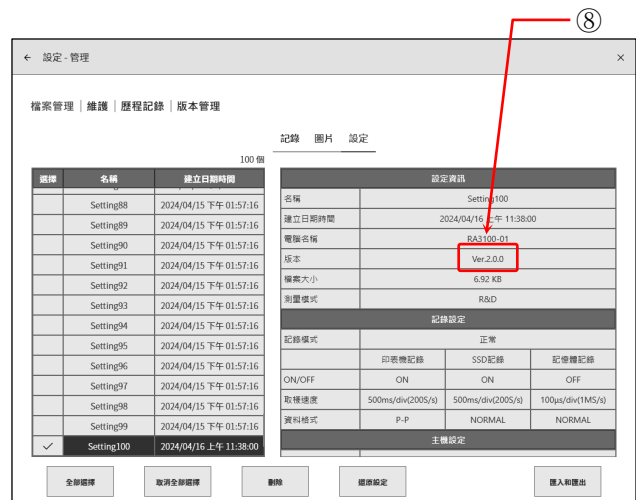 ⑧
← 設定 - 管理 ×
檔案管理 | 維護 | 歷程記錄 | 版本管理
記錄 圖片 設定
100 個
選擇 名稱 建立日期時間
Setting88 2024/04/15 下午 01:57:16
Setting89 2024/04/15 下午 01:57:16
Setting90 2024/04/15 下午 01:57:16
Setting91 2024/04/15 下午 01:57:16
Setting92 2024/04/15 下午 01:57:16
Setting93 2024/04/15 下午 01:57:16
Setting94 2024/04/15 下午 01:57:16
Setting95 2024/04/15 下午 01:57:16
Setting96 2024/04/15 下午 01:57:16
Setting97 2024/04/15 下午 01:57:16
Setting98 2024/04/15 下午 01:57:16
Setting99 2024/04/15 下午 01:57:16
✓ Setting100 2024/04/16 上午 11:38:00
設定資訊
名稱 Setting100
建立日期時間 2024/04/16 上午 11:38:00
電腦名稱 RA3100-01
版本 Ver.2.0.0
檔案大小 6.92 KB
測量模式 R&D
記錄設定
記錄模式 正常
印表機記錄 SSD記錄 記憶體記錄
ON/OFF ON ON OFF
取樣速度 500ms/div(200S/s) 500ms/div(200S/s) 100μs/div(1MS/s)
資料格式 P-P NORMAL NORMAL
主機設定
全部選擇 取消全部選擇 刪除 還原設定 匯入和匯出